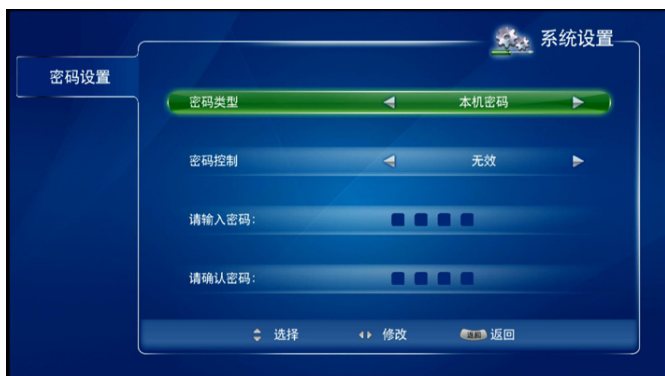 系统设置
密码设置
密码类型 本机密码
密码控制 无效
请输入密码:
请确认密码:
选择 修改 返回 返回